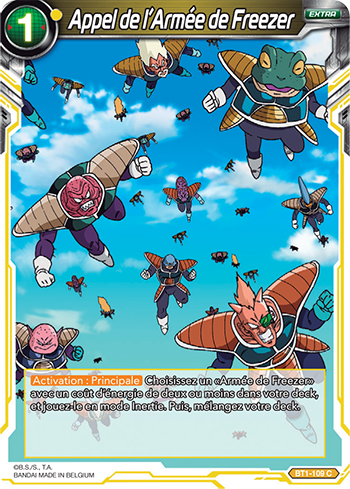 1
Appel de l'Armée de Freezer
EXTRA
Activation : Principale Choisissez un «Armée de Freezer»
avec un coût d'énergie de deux ou moins dans votre deck,
et jouez-le en mode Inertie. Puis, mélangez votre deck.
©B.S./S., T.A.
BANDAI MADE IN BELGIUM
BT1-109 C